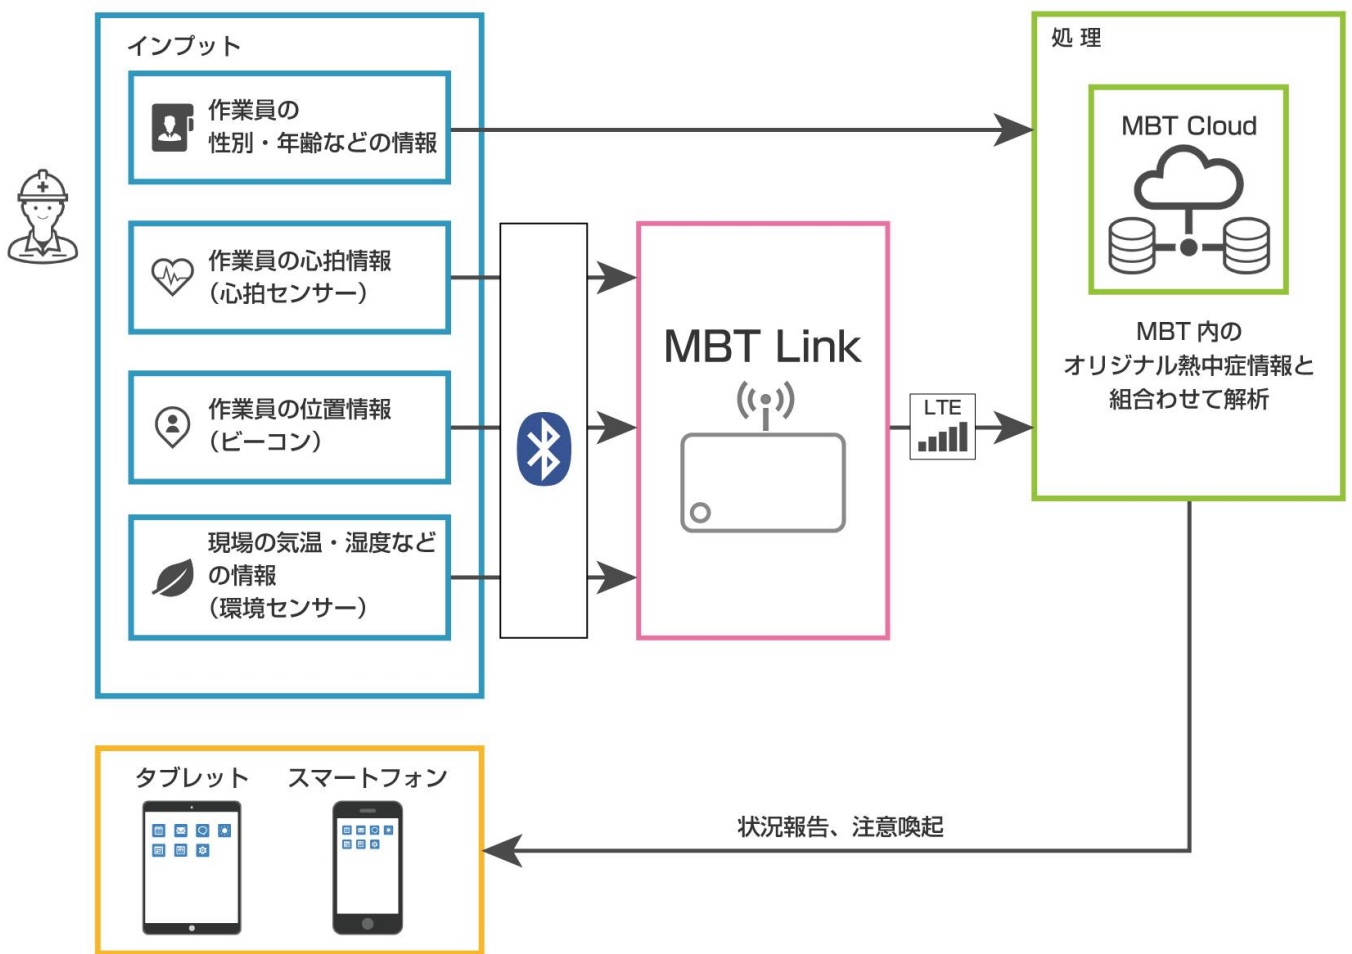 インプット
作業員の
性別・年齢などの情報
作業員の心拍情報
（心拍センサー）
作業員の位置情報
（ビーコン）
現場の気温・湿度など
の情報
（環境センサー）
MBT Link
LTE
処 理
MBT Cloud
MBT 内の
オリジナル熱中症情報と
組合わせて解析
タブレット
スマートフォン
状況報告、注意喚起